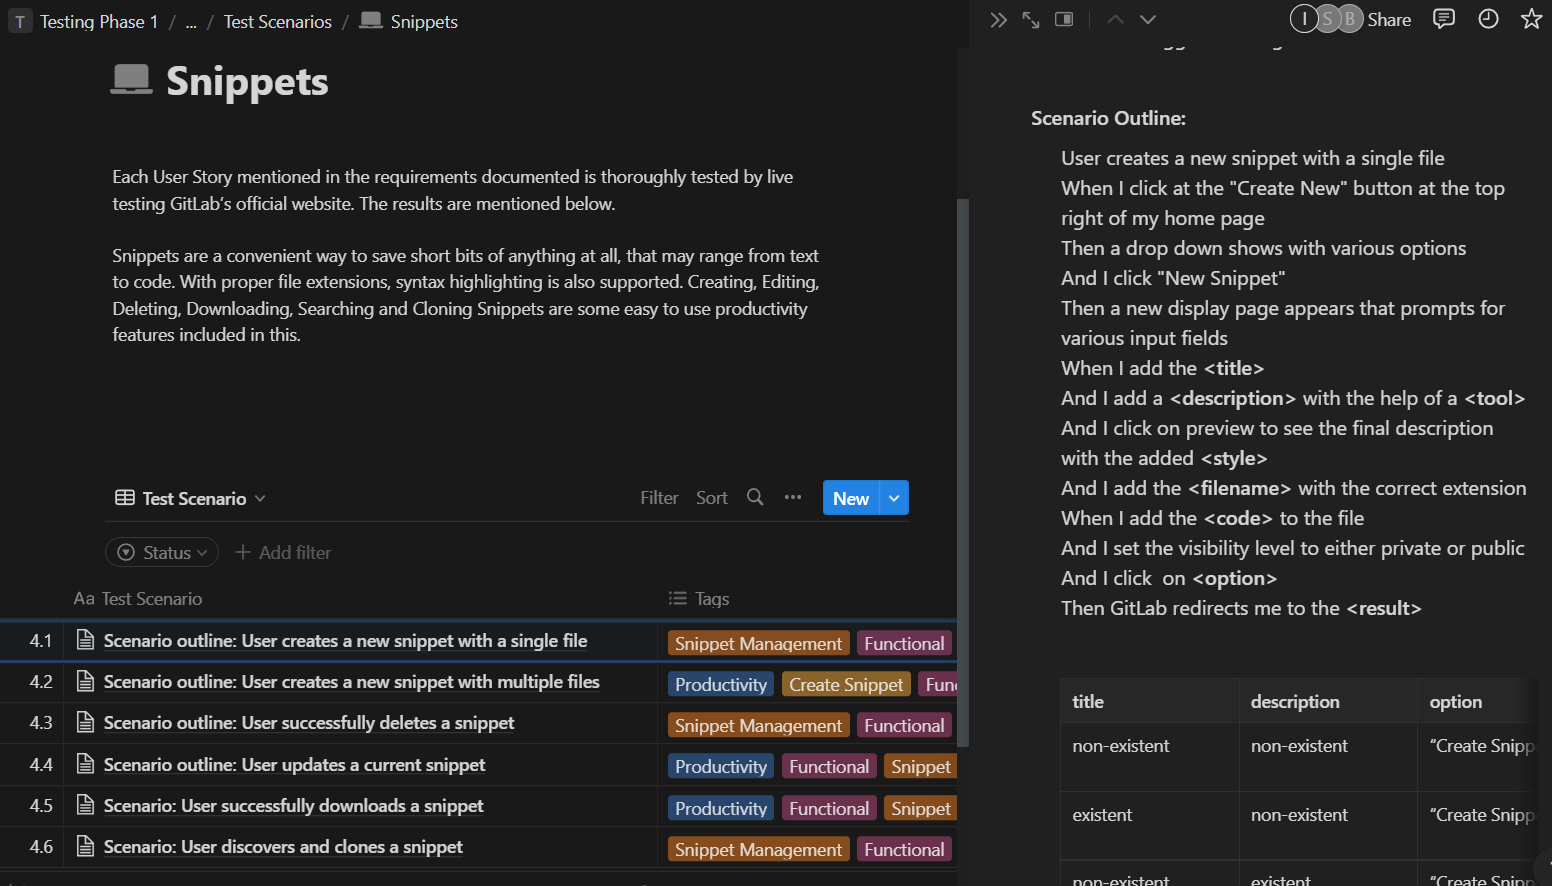 T Testing Phase 1 / ... / Test Scenarios / Snippets
Snippets
Each User Story mentioned in the requirements documented is thoroughly tested by live
testing GitLab's official website. The results are mentioned below.
Snippets are a convenient way to save short bits of anything at all, that may range from text
to code. With proper file extensions, syntax highlighting is also supported. Creating, Editing,
Deleting, Downloading, Searching and Cloning Snippets are some easy to use productivity
features included in this.
Test Scenario
Filter Sort ... New
Status + Add filter
Aa Test Scenario Tags
4.1 Scenario outline: User creates a new snippet with a single file Snippet Management Functional
4.2 Scenario outline: User creates a new snippet with multiple files Productivity Create Snippet
4.3 Scenario outline: User successfully deletes a snippet Snippet Management Functional
4.4 Scenario outline: User updates a current snippet Productivity Functional Snippet
4.5 Scenario: User successfully downloads a snippet Productivity Functional Snippet
4.6 Scenario: User discovers and clones a snippet Snippet Management Functional
I S B Share
Scenario Outline:
User creates a new snippet with a single file
When I click at the "Create New" button at the top
right of my home page
Then a drop down shows with various options
And I click "New Snippet"
Then a new display page appears that prompts for
various input fields
When I add the <title>
And I add a <description> with the help of a <tool>
And I click on preview to see the final description
with the added <style>
And I add the <filename> with the correct extension
When I add the <code> to the file
And I set the visibility level to either private or public
And I click on <option>
Then GitLab redirects me to the <result>
title description option
non-existent non-existent "Create Snipp
existent non-existent "Create Snipp
non-existent existent "Create Snipp